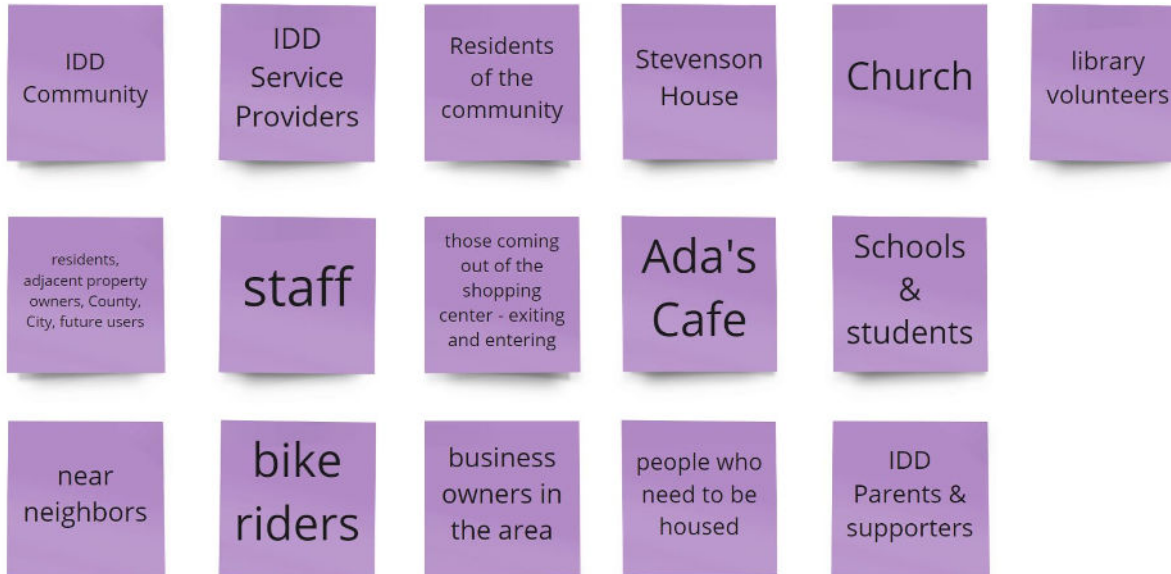 IDD
Community
IDD
Service
Providers
Residents
of the
community
Stevenson
House
Church
library
volunteers
residents,
adjacent property
owners, County,
City, future users
staff
those coming
out of the
shopping
center - exiting
and entering
Ada's
Cafe
Schools
&
students
near
neighbors
bike
riders
business
owners in
the area
people who
need to be
housed
IDD
Parents &
supporters